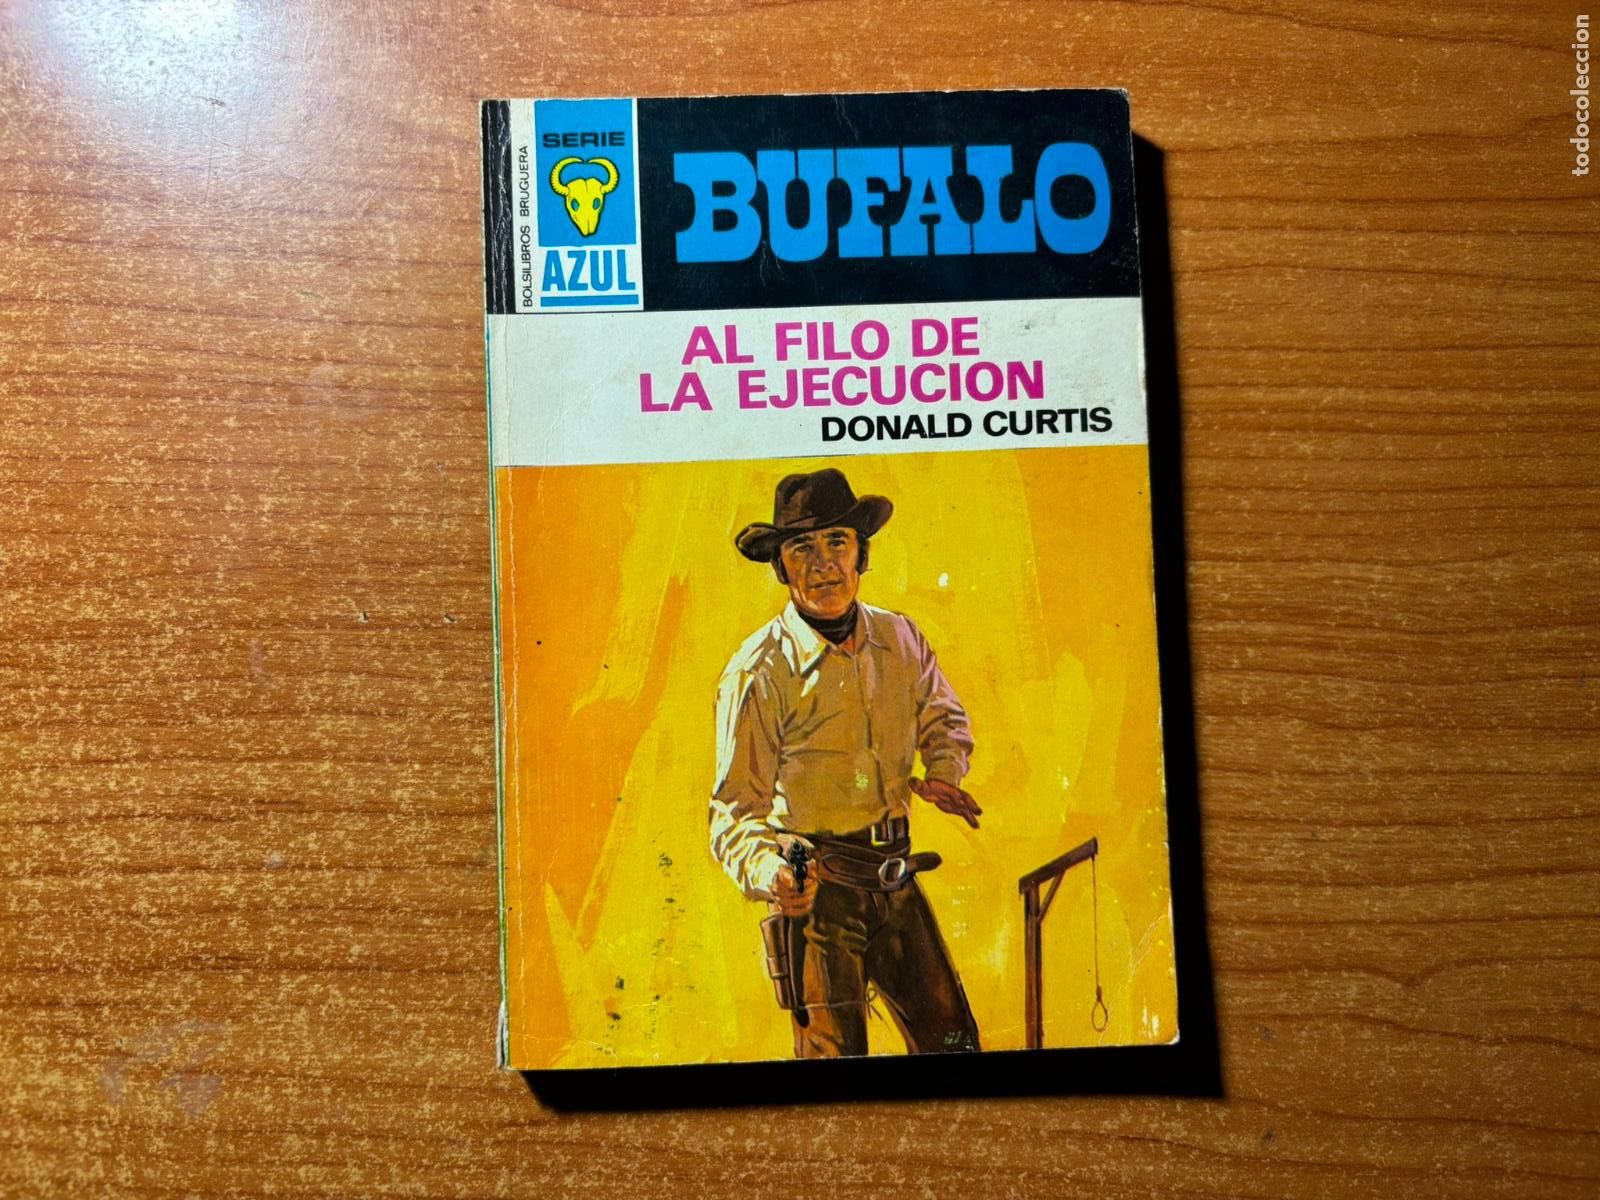 BOLSILIBROS BRUGUERA
SERIE
AZUL
BUFALO
AL FILO DE
LA EJECUCION
DONALD CURTIS
todocoleccion